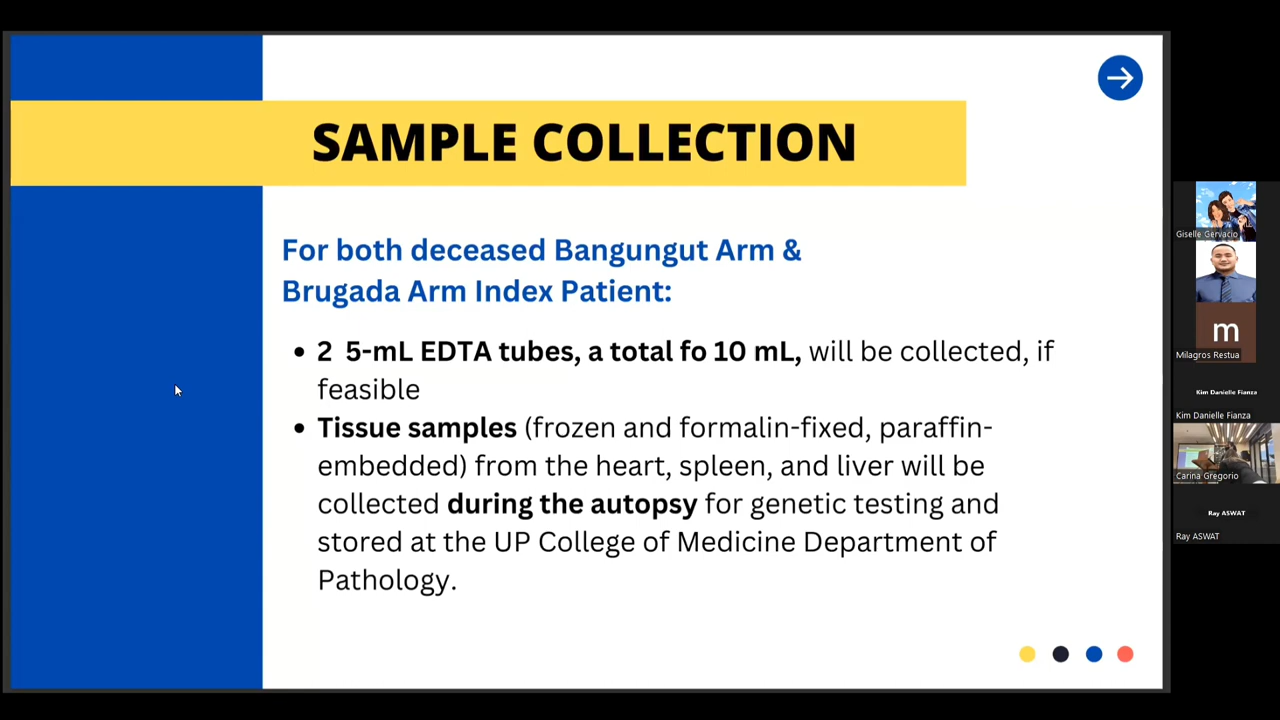 SAMPLE COLLECTION
For both deceased Bangungut Arm &
Brugada Arm Index Patient:
• 2 5-mL EDTA tubes, a total fo 10 mL, will be collected, if
feasible
• Tissue samples (frozen and formalin-fixed, paraffin-
embedded) from the heart, spleen, and liver will be
collected during the autopsy for genetic testing and
stored at the UP College of Medicine Department of
Pathology.
Giselle Gervacio
m
Milagros Restua
Kim Danielle Fianza
Kim Danielle Fianza
Carina Gregorio
Ray ASWAT
Ray ASWAT